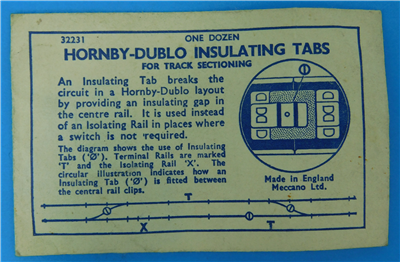 32231 ONE DOZEN
HORNBY-DUBLO INSULATING TABS
FOR TRACK SECTIONING
An Insulating Tab breaks the
circuit in a Hornby-Dublo layout
by providing an insulating gap in
the centre rail. It is used instead
of an Isolating Rail in places where
a switch is not required.
The diagram shows the use of Insulating
Tabs ('Ø'). Terminal Rails are marked
'T' and the Isolating Rail 'X'. The
circular illustration indicates how an
Insulating Tab ('Ø') is fitted between
the central rail clips.
Made in England
Meccano Ltd.
T
X T